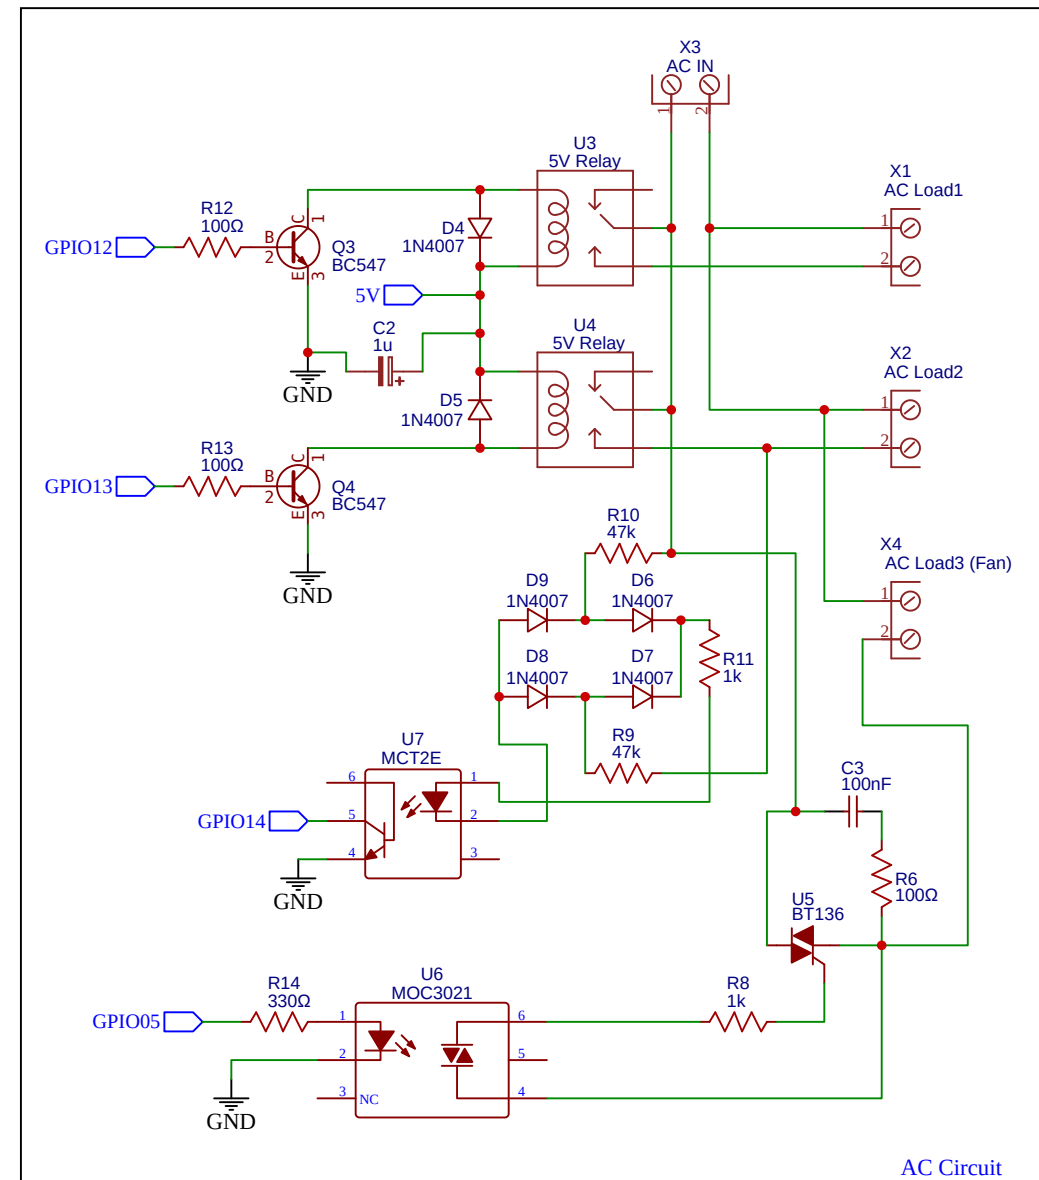 X3
AC IN
1
2
U3
5V Relay
X1
AC Load1
1
2
R12
100Ω
GPIO12
B
2
C
1
E
3
Q3
BC547
D4
1N4007
5V
C2
1u
+
GND
U4
5V Relay
X2
AC Load2
1
2
D5
1N4007
R13
100Ω
GPIO13
B
2
C
1
E
3
Q4
BC547
GND
R10
47k
X4
AC Load3 (Fan)
1
2
D9
1N4007
D6
1N4007
D8
1N4007
D7
1N4007
R11
1k
R9
47k
U7
MCT2E
6
5
4
1
2
3
GPIO14
GND
C3
100nF
R6
100Ω
U5
BT136
R14
330Ω
GPIO05
U6
MOC3021
1
2
3
NC
6
5
4
R8
1k
GND
AC Circuit